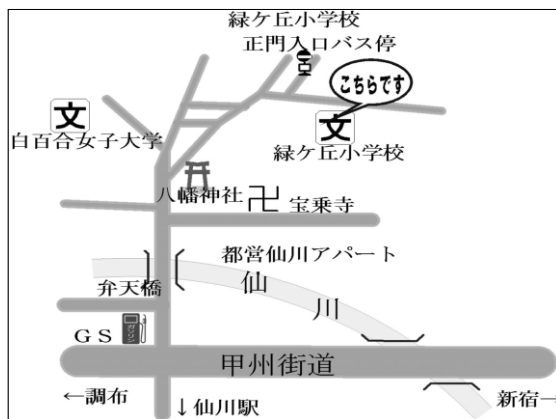 緑ケ丘小学校
正門入口バス停
こちらです
文
白百合女子大学
文
緑ケ丘小学校
八幡神社
卍
宝乗寺
都営仙川アパート
弁天橋
仙川
GS
ガソリン
甲州街道
←調布
↓仙川駅
新宿→